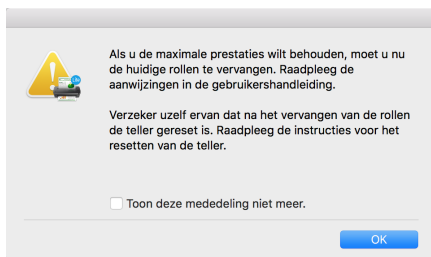 Als u de maximale prestaties wilt behouden, moet u nu
de huidige rollen te vervangen. Raadpleeg de
aanwijzingen in de gebruikershandleiding.
Verzeker uzelf ervan dat na het vervangen van de rollen
de teller gereset is. Raadpleeg de instructies voor het
resetten van de teller.
Toon deze mededeling niet meer.
OK